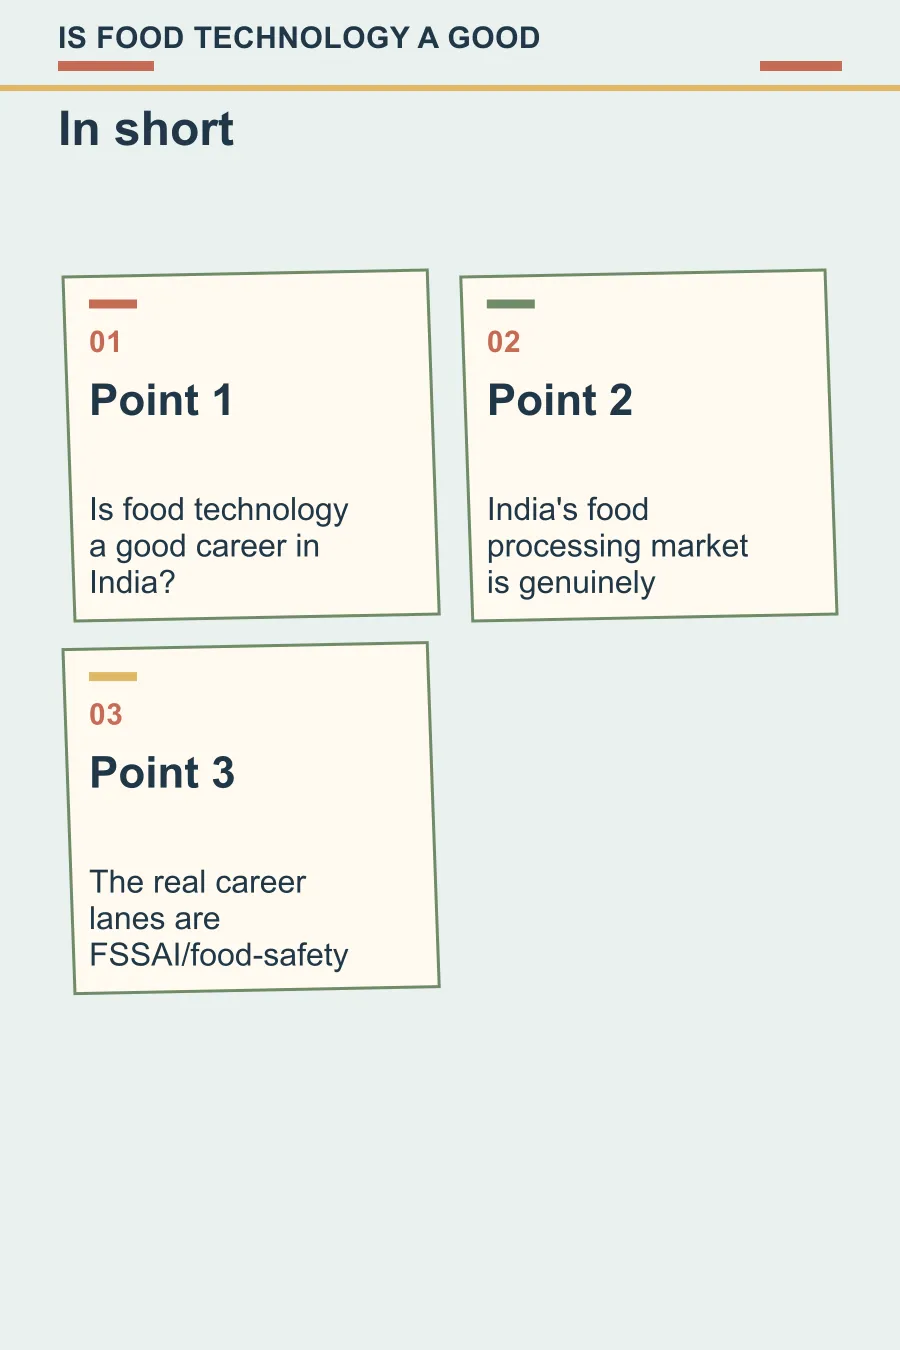 IS FOOD TECHNOLOGY A GOOD
In short
01
Point 1
Is food technology
a good career in
India?
02
Point 2
India's food
processing market
is genuinely
03
Point 3
The real career
lanes are
FSSAI/food-safety